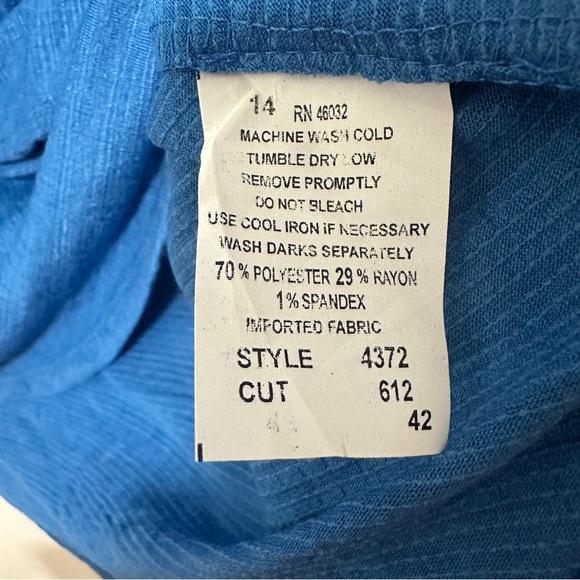 14 RN 46032
MACHINE WASH COLD
TUMBLE DRY LOW
REMOVE PROMPTLY
DO NOT BLEACH
USE COOL IRON IF NECESSARY
WASH DARKS SEPARATELY
70% POLYESTER 29% RAYON
1% SPANDEX
IMPORTED FABRIC
STYLE 4372
CUT 612
42